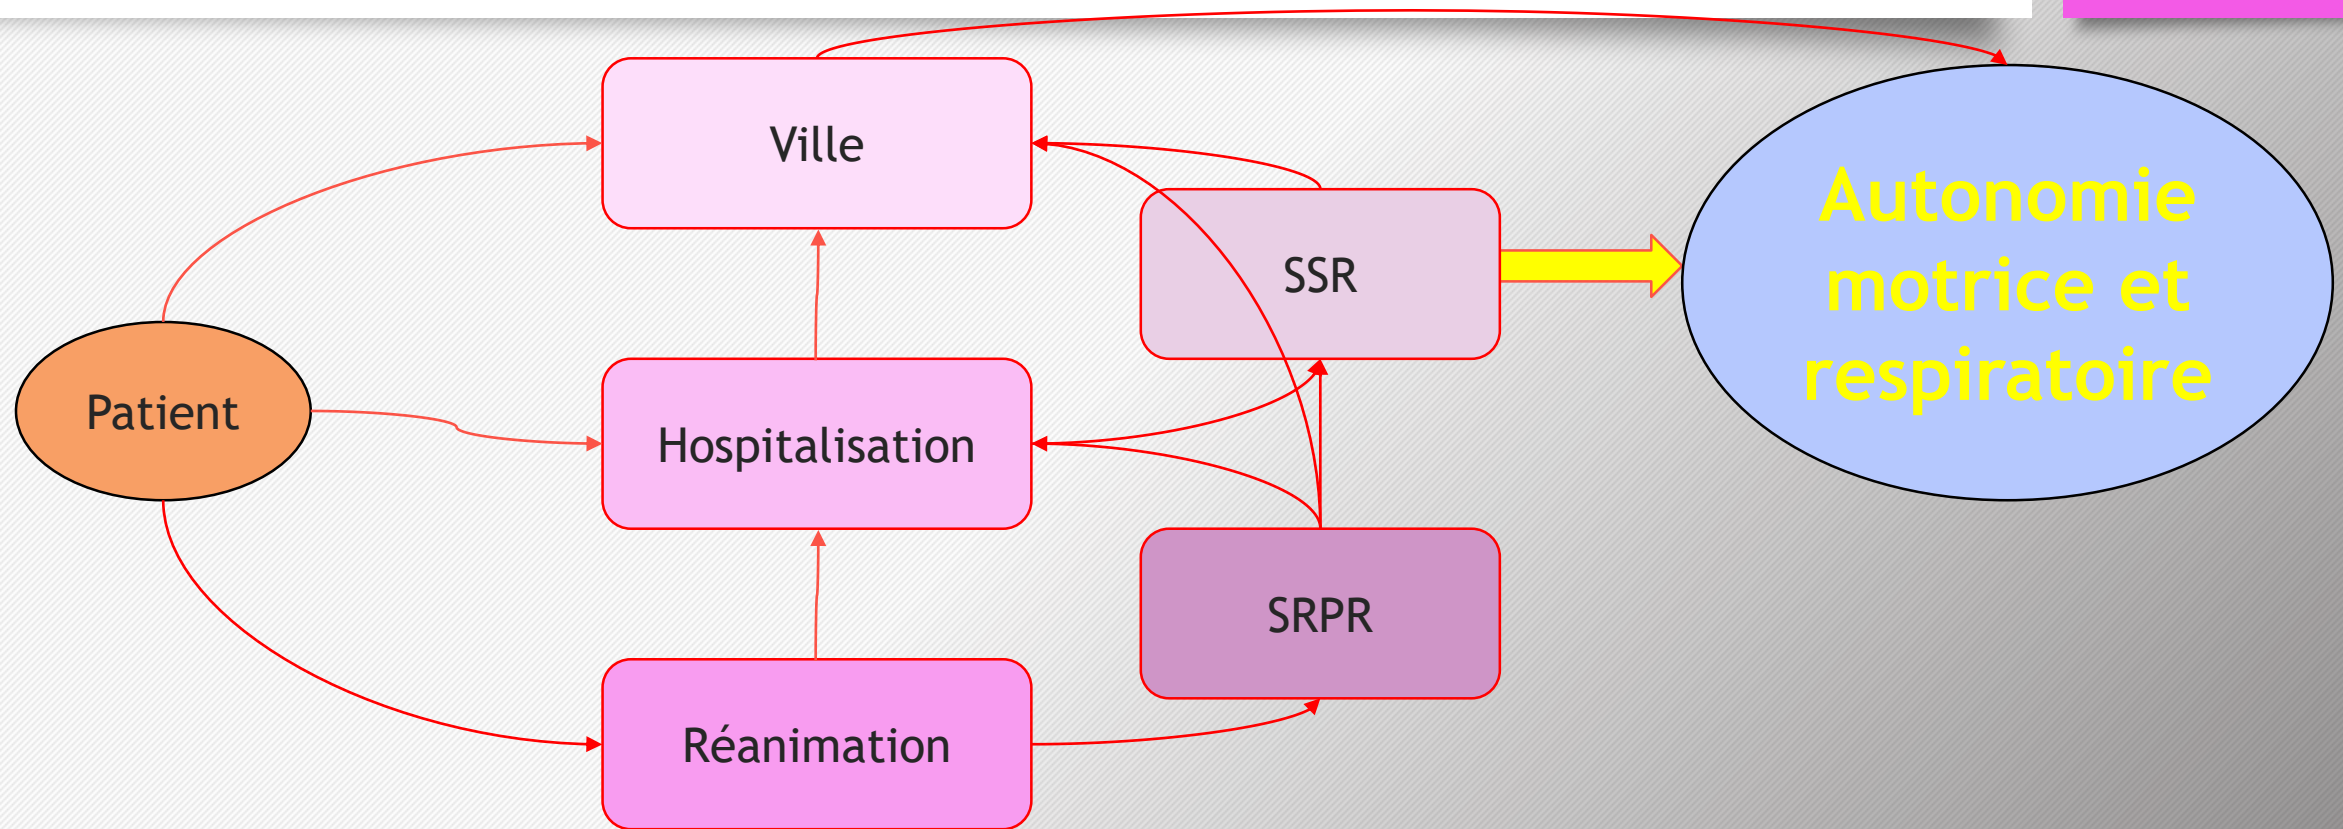 Ville
SSR
Autonomie
motrice et
respiratoire
Patient
Hospitalisation
SRPR
Réanimation